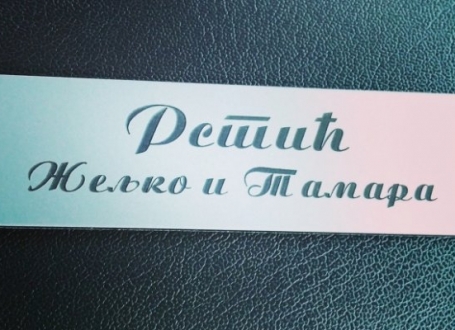 Рстић
Жељко и Тамара